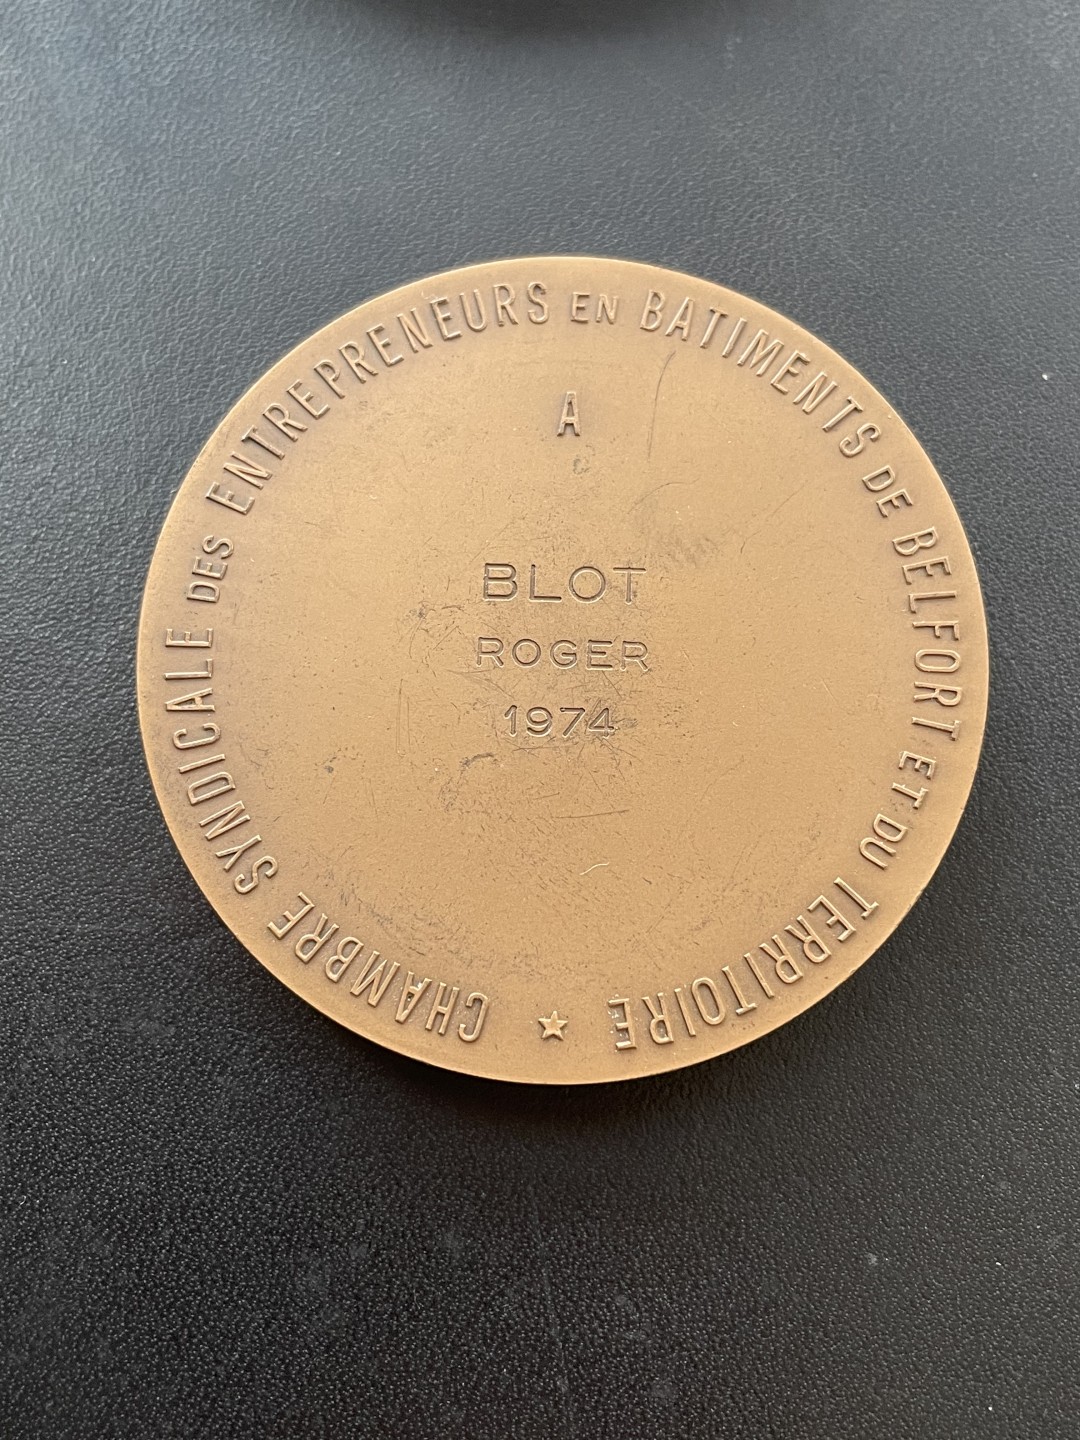 CHAMBRE SYNDICALE DES ENTREPRENEURS EN BATIMENTS DE BELFORT ET DU TERRITOIRE
A
BLOT
ROGER
1974